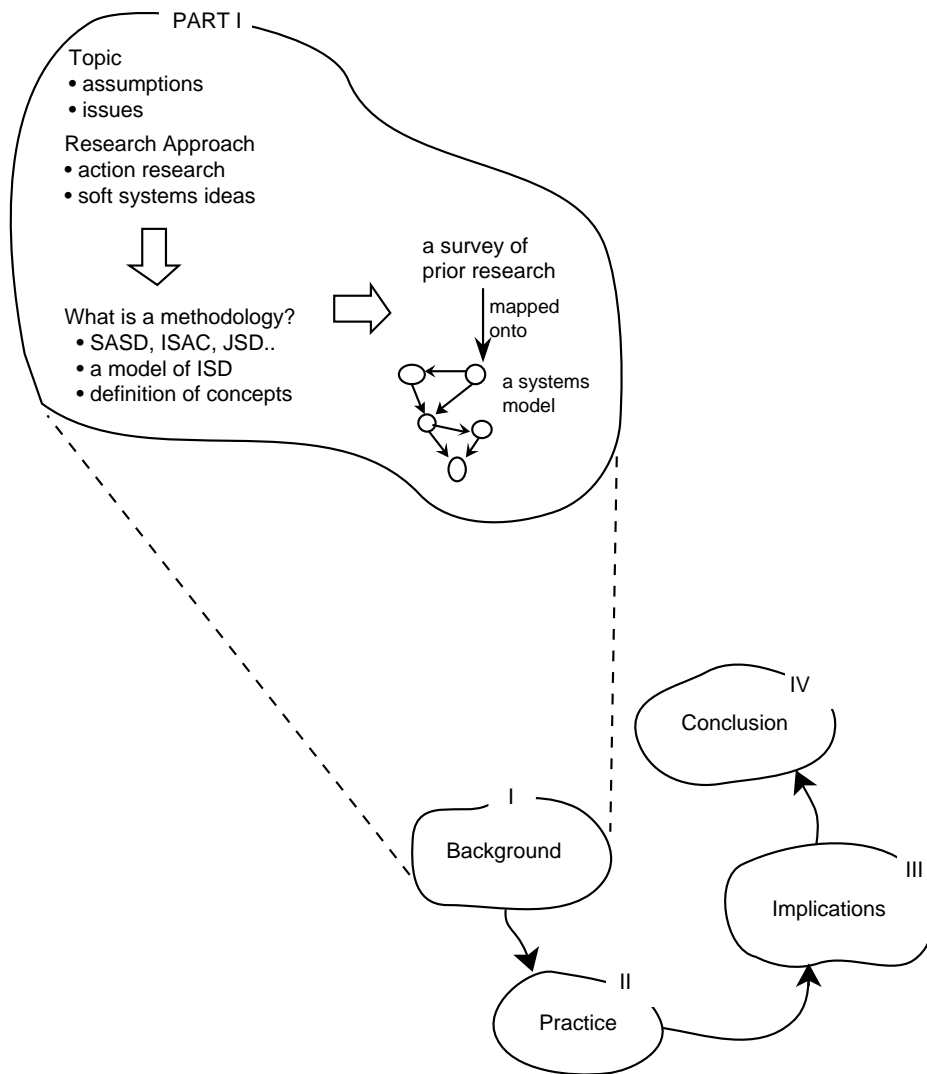 PART I
Topic
• assumptions
• issues
Research Approach
• action research
• soft systems ideas
What is a methodology?
• SASD, ISAC, JSD..
• a model of ISD
• definition of concepts
a survey of
prior research
mapped
onto
a systems
model
I
Background
II
Practice
III
Implications
IV
Conclusion